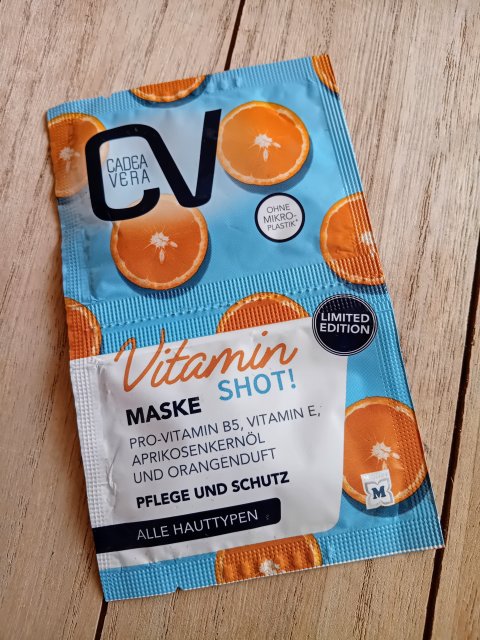 CV
CADEA
VERA
OHNE
MIKRO-
PLASTIK*
LIMITED
EDITION
Vitamin
SHOT!
MASKE
PRO-VITAMIN B5, VITAMIN E,
APRIKOSENKERNÖL
UND ORANGENDUFT
PFLEGE UND SCHUTZ
ALLE HAUTTYPEN
M